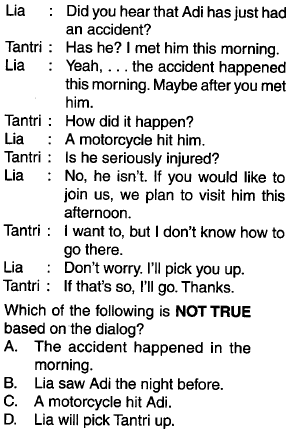 Lia : Did you hear that Adi has just had
an accident?
Tantri : Has he? I met him this morning.
Lia : Yeah, . . . the accident happened
this morning. Maybe after you met
him.
Tantri : How did it happen?
Lia : A motorcycle hit him.
Tantri : Is he seriously injured?
Lia : No, he isn't. If you would like to
join us, we plan to visit him this
afternoon.
Tantri : I want to, but I don't know how to
go there.
Lia : Don't worry. I'll pick you up.
Tantri : If that's so, I'll go. Thanks.
Which of the following is NOT TRUE
based on the dialog?
A. The accident happened in the
morning.
B. Lia saw Adi the night before.
C. A motorcycle hit Adi.
D. Lia will pick Tantri up.